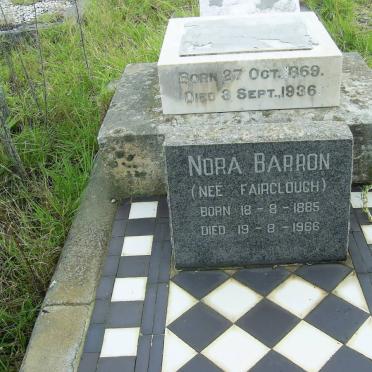 BORN 27 OCT. 1869.
DIED 3 SEPT., 1936.
NORA BARRON
(NEE FAIRCLOUGH)
BORN 18-8-1885
DIED 19-8-1966